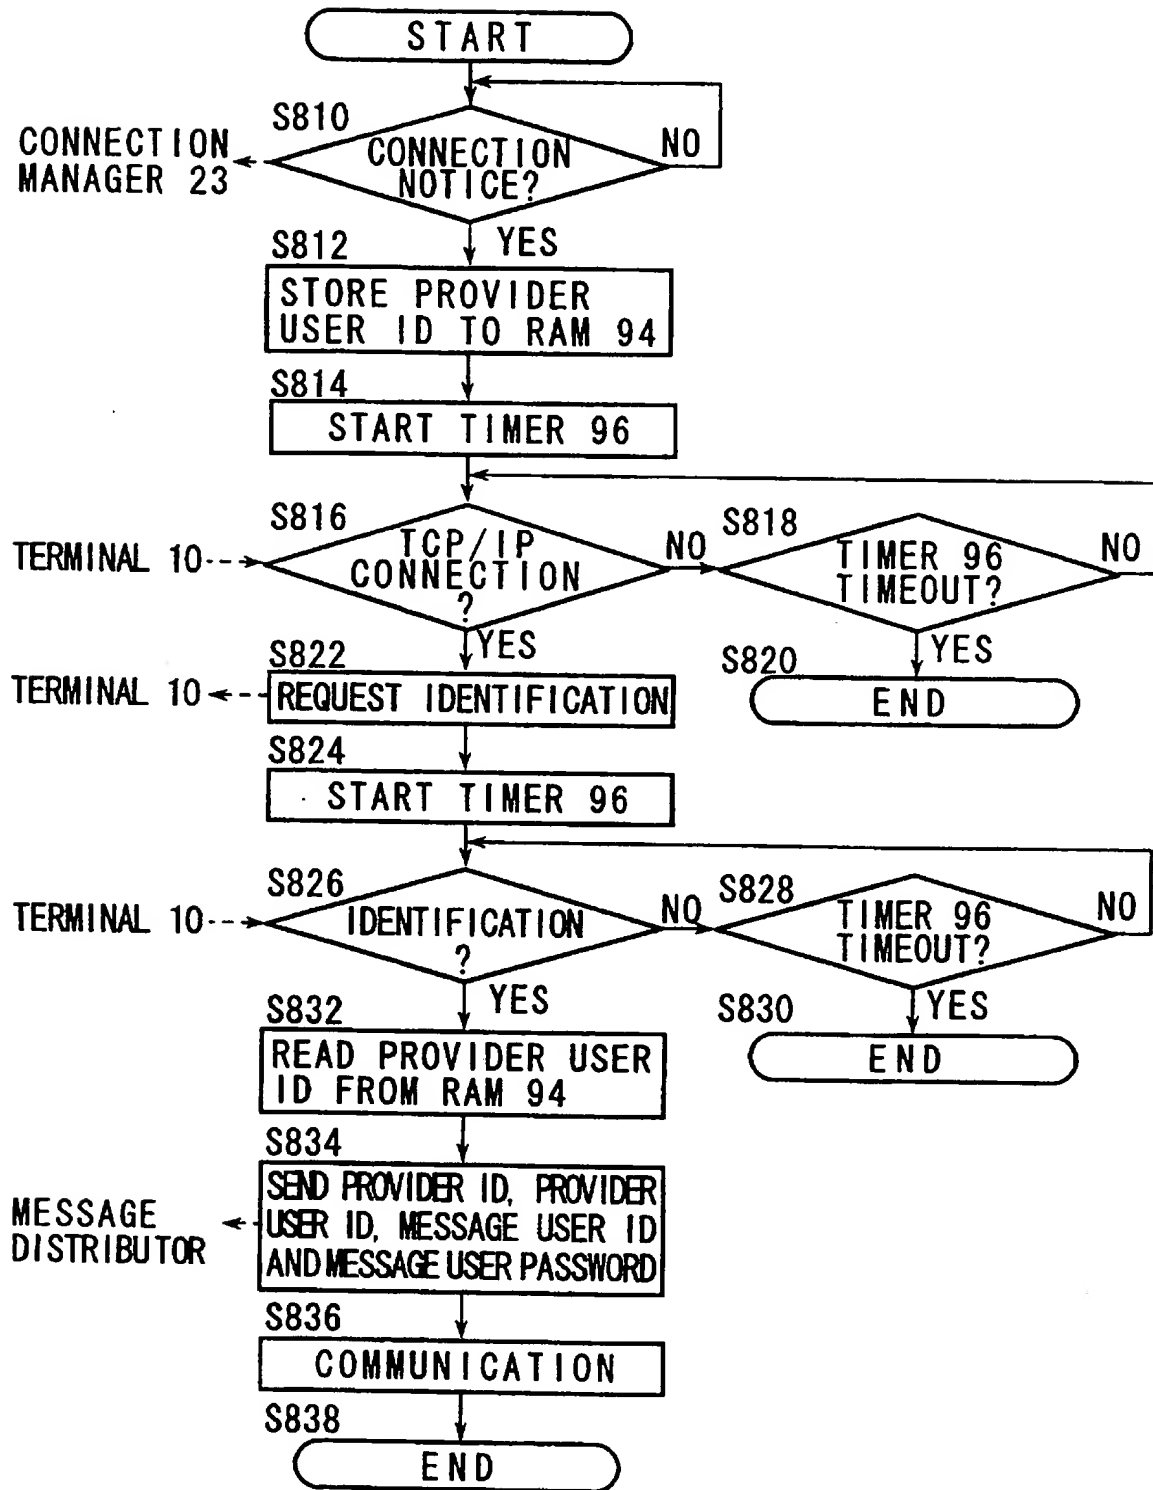 START
S810
CONNECTION
MANAGER 23
CONNECTION
NOTICE?
NO
YES
S812
STORE PROVIDER
USER ID TO RAM 94
S814
START TIMER 96
S816
TERMINAL 10
TCP/IP
CONNECTION
?
NO
YES
S818
TIMER 96
TIMEOUT?
NO
YES
S820
END
S822
TERMINAL 10
REQUEST IDENTIFICATION
S824
START TIMER 96
S826
TERMINAL 10
IDENTIFICATION
?
NO
YES
S828
TIMER 96
TIMEOUT?
NO
YES
S830
END
S832
READ PROVIDER USER
ID FROM RAM 94
S834
MESSAGE
DISTRIBUTOR
SEND PROVIDER ID, PROVIDER
USER ID, MESSAGE USER ID
AND MESSAGE USER PASSWORD
S836
COMMUNICATION
S838
END